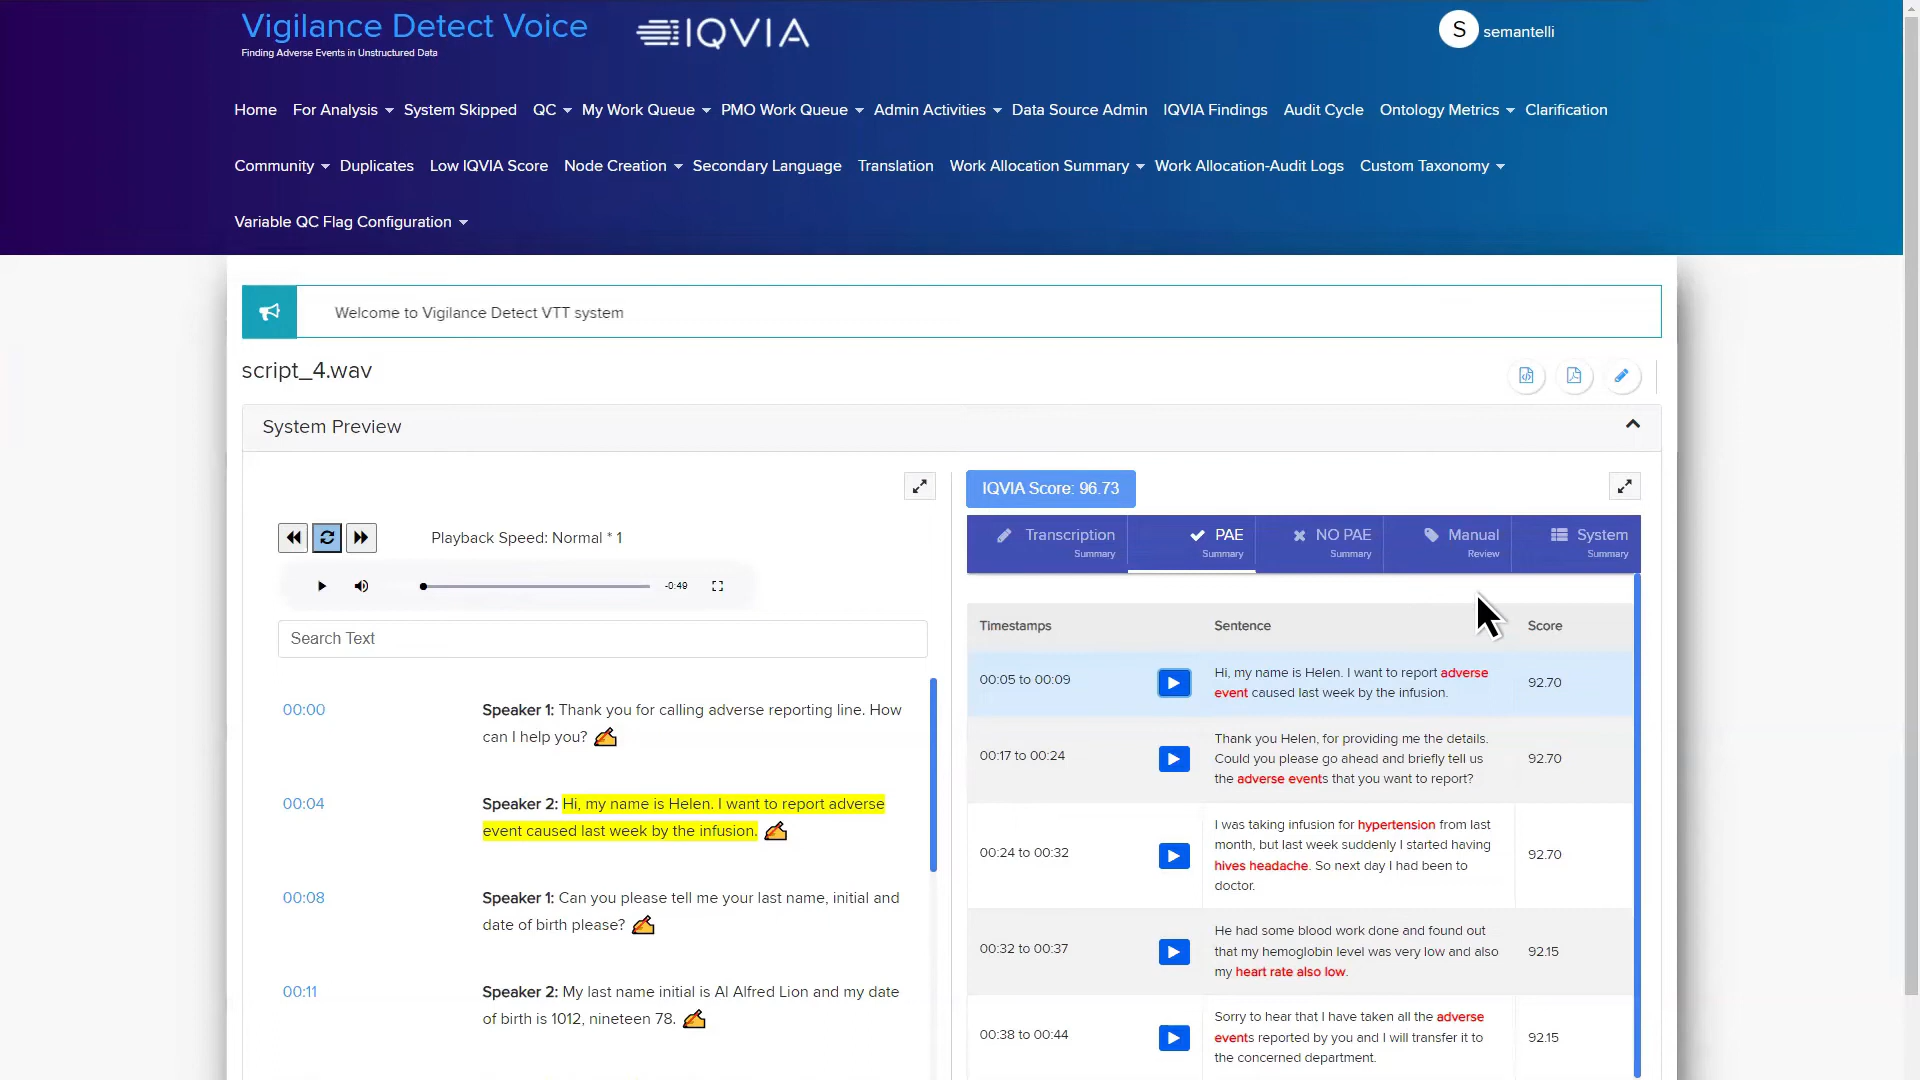 Vigilance Detect Voice
Finding Adverse Events in Unstructured Data
IQVIA
S semantelli
Home For Analysis System Skipped QC My Work Queue PMO Work Queue Admin Activities Data Source Admin IQVIA Findings Audit Cycle Ontology Metrics Clarification
Community Duplicates Low IQVIA Score Node Creation Secondary Language Translation Work Allocation Summary Work Allocation-Audit Logs Custom Taxonomy
Variable QC Flag Configuration
Welcome to Vigilance Detect VTT system
script_4.wav
System Preview
Playback Speed: Normal * 1
-0:49
Search Text
00:00
Speaker 1: Thank you for calling adverse reporting line. How
can I help you?
00:04
Speaker 2: Hi, my name is Helen. I want to report adverse
event caused last week by the infusion.
00:08
Speaker 1: Can you please tell me your last name, initial and
date of birth please?
00:11
Speaker 2: My last name initial is Al Alfred Lion and my date
of birth is 1012, nineteen 78.
IQVIA Score: 96.73
Transcription PAE NO PAE Manual System
Summary Summary Summary Review Summary
Timestamps Sentence Score
00:05 to 00:09
Hi, my name is Helen. I want to report adverse
event caused last week by the infusion.
92.70
00:17 to 00:24
Thank you Helen, for providing me the details.
Could you please go ahead and briefly tell us
the adverse events that you want to report?
92.70
00:24 to 00:32
I was taking infusion for hypertension from last
month, but last week suddenly I started having
hives headache. So next day I had been to
doctor.
92.70
00:32 to 00:37
He had some blood work done and found out
that my hemoglobin level was very low and also
my heart rate also low.
92.15
00:38 to 00:44
Sorry to hear that I have taken all the adverse
events reported by you and I will transfer it to
the concerned department.
92.15